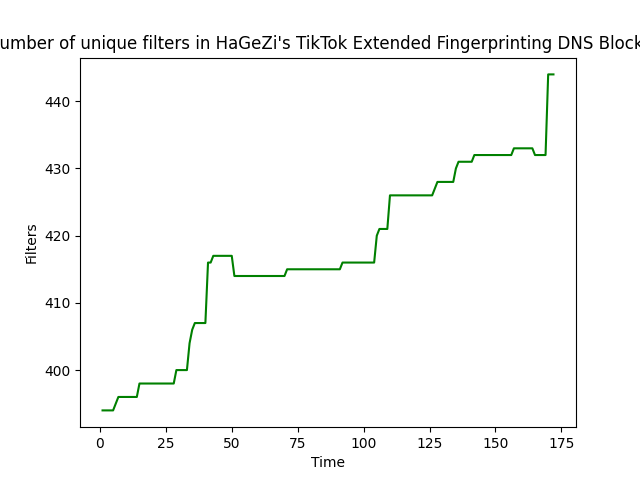 umber of unique filters in HaGeZi's TikTok Extended Fingerprinting DNS Block
440
430
420
410
400
Filters
0 25 50 75 100 125 150 175
Time